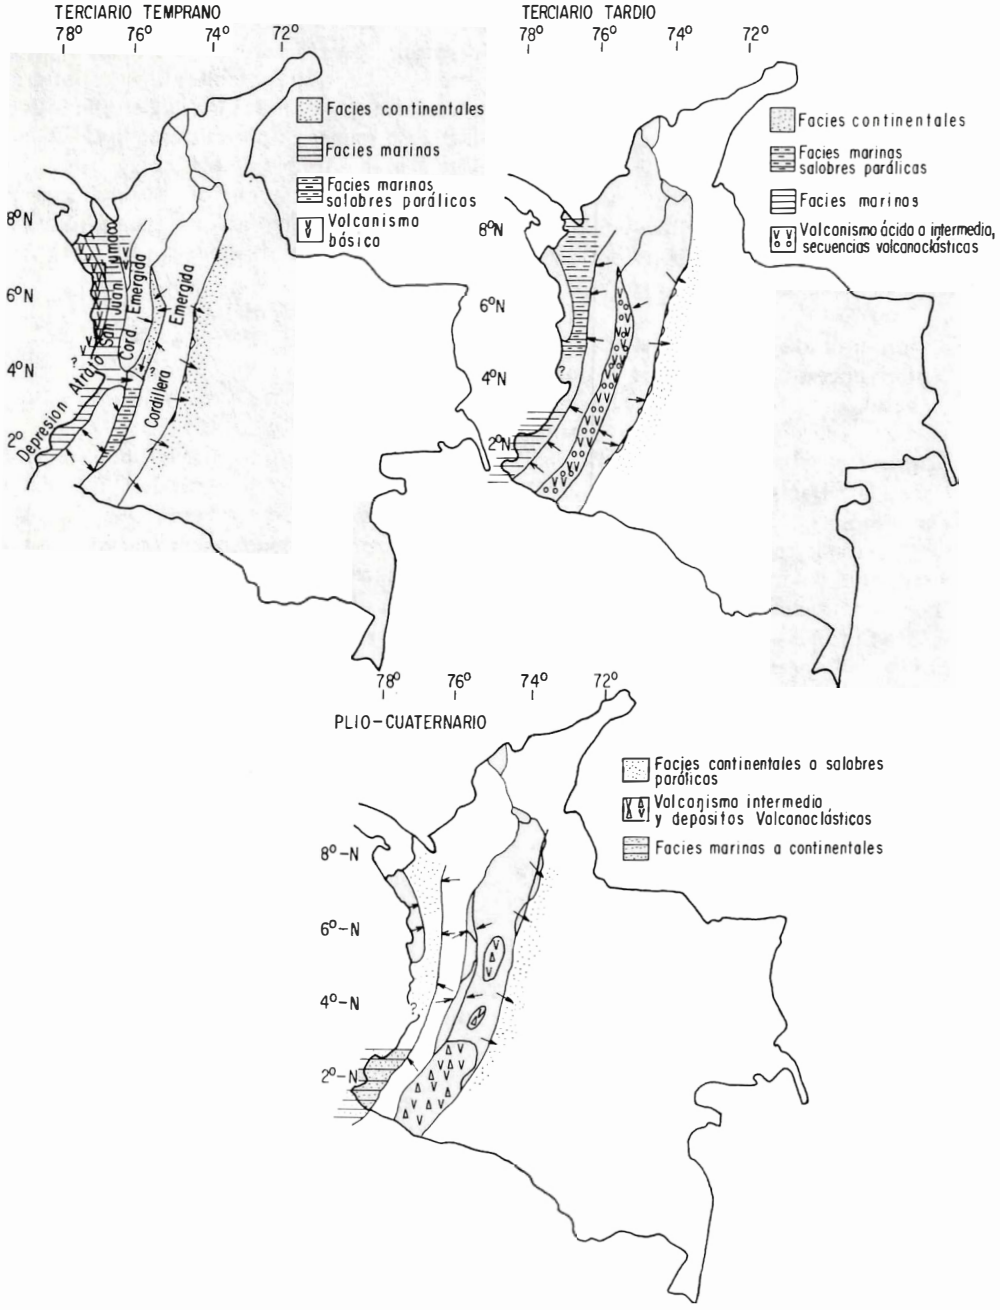 TERCIARIO TEMPRANO
78° 76° 74° 72°
Facies continentales
Facies marinas
Facies marinas
salobres parálicas
Volcanismo
básico
8°N
6°N
4°N
2°
Depresion Atrato San Juan
Cord. Emergida
Cordillera Emergida
?
?
TERCIARIO TARDIO
78° 76° 74° 72°
Facies continentales
Facies marinas
salobres parálicas
Facies marinas
Volcanismo ácido a intermedio,
secuencias volcanoclásticas
8°N
6°N
4°N
2°N
?
78° 76° 74° 72°
PLIO-CUATERNARIO
Facies continentales a salobres
parálicas
Volcanismo intermedio
y depósitos Volcanoclásticos
Facies marinas a continentales
8°-N
6°-N
4°-N
2°-N
?